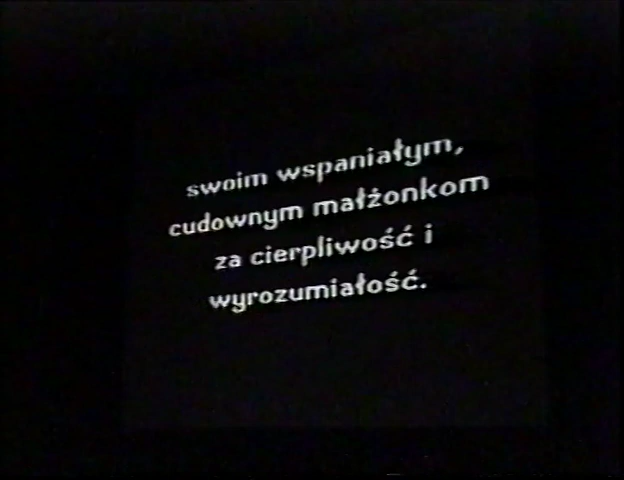 swoim wspaniałym,
cudownym małżonkom
za cierpliwość i
wyrozumiałość.